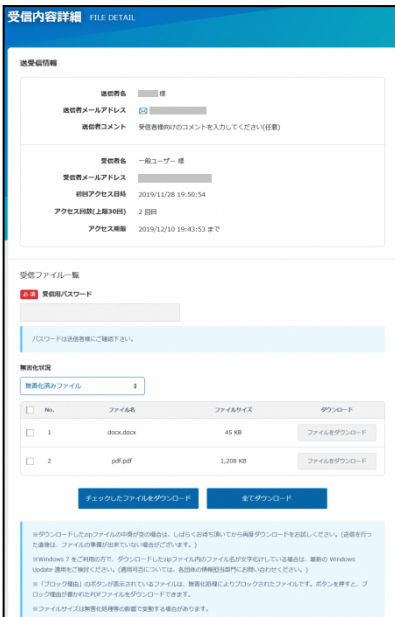 受信内容詳細 FILE DETAIL
送受信情報
送信者名 様
送信者メールアドレス
送信者コメント 受信者様向けのコメントを入力してください(任意)
受信者名 一般ユーザー 様
受信者メールアドレス
初回アクセス日時 2019/11/28 19:50:54
アクセス回数(上限30回) 2 回目
アクセス期限 2019/12/10 19:43:53 まで
受信ファイル一覧
必須 受信用パスワード
パスワードは送信者様にご確認下さい。
無害化状況
無害化済みファイル
No. ファイル名 ファイルサイズ ダウンロード
1 docx.docx 45 KB ファイルをダウンロード
2 pdf.pdf 1,208 KB ファイルをダウンロード
チェックしたファイルをダウンロード 全てダウンロード
※ダウンロードしたzipファイルの中身が空の場合は、しばらくお待ち頂いてから再度ダウンロードをお試しください。(送信を行っ
た直後は、ファイルの準備が出来ていない場合がございます。)
※Windows 7 をご利用の方で、ダウンロードしたzipファイル内のファイル名が文字化けしている場合は、最新の Windows
Update 適用をご検討ください。(適用可否については、各団体の情報担当部門にお問い合わせください。)
※「ブロック理由」のボタンが表示されているファイルは、無害化処理によりブロックされたファイルです。ボタンを押すと、ブ
ロック理由が書かれたPDFファイルをダウンロードできます。
※ファイルサイズは無害化処理等の影響で変動する場合があります。